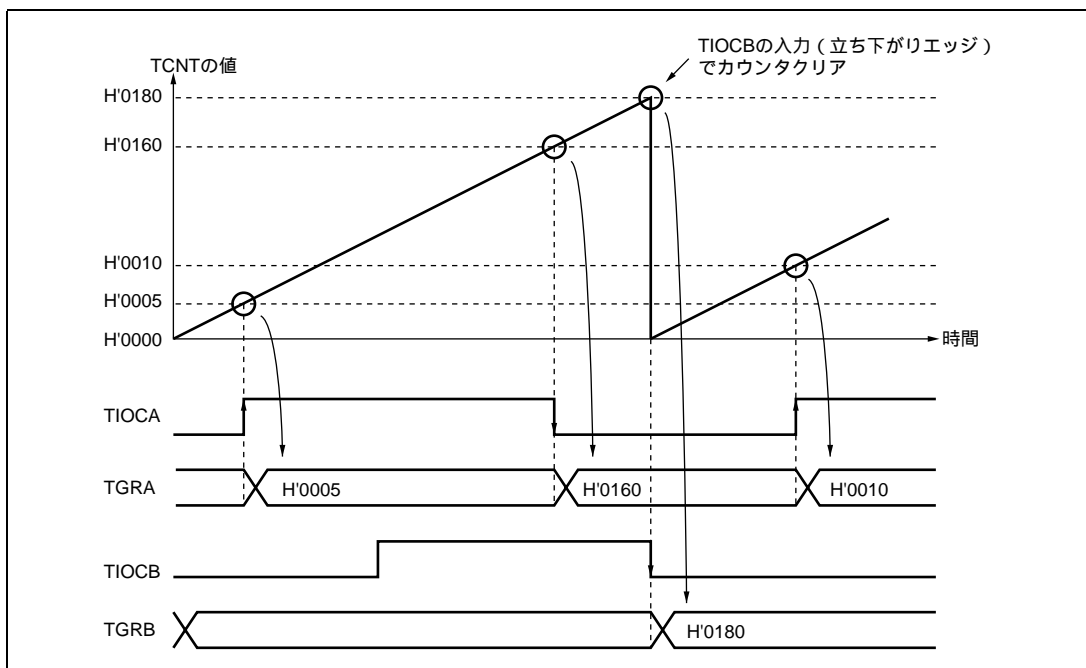 TIOCBの入力（立ち下がりエッジ）
でカウンタクリア
TCNTの値
H'0180
H'0160
H'0010
H'0005
H'0000
時間
TIOCA
TGRA
H'0005
H'0160
H'0010
TIOCB
TGRB
H'0180